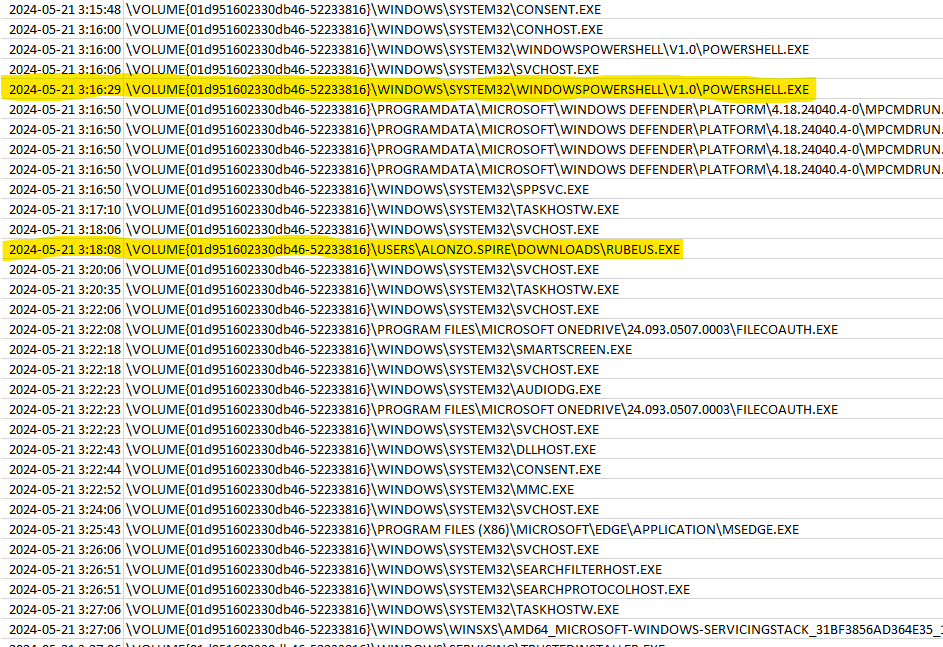 2024-05-21 3:15:48 \VOLUME{01d951602330db46-52233816}\WINDOWS\SYSTEM32\CONSENT.EXE
2024-05-21 3:16:00 \VOLUME{01d951602330db46-52233816}\WINDOWS\SYSTEM32\CONHOST.EXE
2024-05-21 3:16:00 \VOLUME{01d951602330db46-52233816}\WINDOWS\SYSTEM32\WINDOWSPOWERSHELL\V1.0\POWERSHELL.EXE
2024-05-21 3:16:06 \VOLUME{01d951602330db46-52233816}\WINDOWS\SYSTEM32\SVCHOST.EXE
2024-05-21 3:16:29 \VOLUME{01d951602330db46-52233816}\WINDOWS\SYSTEM32\WINDOWSPOWERSHELL\V1.0\POWERSHELL.EXE
2024-05-21 3:16:50 \VOLUME{01d951602330db46-52233816}\PROGRAMDATA\MICROSOFT\WINDOWS DEFENDER\PLATFORM\4.18.24040.4-0\MPCMDRUN.
2024-05-21 3:16:50 \VOLUME{01d951602330db46-52233816}\PROGRAMDATA\MICROSOFT\WINDOWS DEFENDER\PLATFORM\4.18.24040.4-0\MPCMDRUN.
2024-05-21 3:16:50 \VOLUME{01d951602330db46-52233816}\PROGRAMDATA\MICROSOFT\WINDOWS DEFENDER\PLATFORM\4.18.24040.4-0\MPCMDRUN.
2024-05-21 3:16:50 \VOLUME{01d951602330db46-52233816}\PROGRAMDATA\MICROSOFT\WINDOWS DEFENDER\PLATFORM\4.18.24040.4-0\MPCMDRUN.
2024-05-21 3:16:50 \VOLUME{01d951602330db46-52233816}\WINDOWS\SYSTEM32\SPPSVC.EXE
2024-05-21 3:17:10 \VOLUME{01d951602330db46-52233816}\WINDOWS\SYSTEM32\TASKHOSTW.EXE
2024-05-21 3:18:06 \VOLUME{01d951602330db46-52233816}\WINDOWS\SYSTEM32\SVCHOST.EXE
2024-05-21 3:18:08 \VOLUME{01d951602330db46-52233816}\USERS\ALONZO.SPIRE\DOWNLOADS\RUBEUS.EXE
2024-05-21 3:20:06 \VOLUME{01d951602330db46-52233816}\WINDOWS\SYSTEM32\SVCHOST.EXE
2024-05-21 3:20:35 \VOLUME{01d951602330db46-52233816}\WINDOWS\SYSTEM32\TASKHOSTW.EXE
2024-05-21 3:22:06 \VOLUME{01d951602330db46-52233816}\WINDOWS\SYSTEM32\SVCHOST.EXE
2024-05-21 3:22:08 \VOLUME{01d951602330db46-52233816}\PROGRAM FILES\MICROSOFT ONEDRIVE\24.093.0507.0003\FILECOAUTH.EXE
2024-05-21 3:22:18 \VOLUME{01d951602330db46-52233816}\WINDOWS\SYSTEM32\SMARTSCREEN.EXE
2024-05-21 3:22:18 \VOLUME{01d951602330db46-52233816}\WINDOWS\SYSTEM32\SVCHOST.EXE
2024-05-21 3:22:23 \VOLUME{01d951602330db46-52233816}\WINDOWS\SYSTEM32\AUDIODG.EXE
2024-05-21 3:22:23 \VOLUME{01d951602330db46-52233816}\PROGRAM FILES\MICROSOFT ONEDRIVE\24.093.0507.0003\FILECOAUTH.EXE
2024-05-21 3:22:23 \VOLUME{01d951602330db46-52233816}\WINDOWS\SYSTEM32\SVCHOST.EXE
2024-05-21 3:22:43 \VOLUME{01d951602330db46-52233816}\WINDOWS\SYSTEM32\DLLHOST.EXE
2024-05-21 3:22:44 \VOLUME{01d951602330db46-52233816}\WINDOWS\SYSTEM32\CONSENT.EXE
2024-05-21 3:22:52 \VOLUME{01d951602330db46-52233816}\WINDOWS\SYSTEM32\MMC.EXE
2024-05-21 3:24:06 \VOLUME{01d951602330db46-52233816}\WINDOWS\SYSTEM32\SVCHOST.EXE
2024-05-21 3:25:43 \VOLUME{01d951602330db46-52233816}\PROGRAM FILES (X86)\MICROSOFT\EDGE\APPLICATION\MSEDGE.EXE
2024-05-21 3:26:06 \VOLUME{01d951602330db46-52233816}\WINDOWS\SYSTEM32\SVCHOST.EXE
2024-05-21 3:26:51 \VOLUME{01d951602330db46-52233816}\WINDOWS\SYSTEM32\SEARCHFILTERHOST.EXE
2024-05-21 3:26:51 \VOLUME{01d951602330db46-52233816}\WINDOWS\SYSTEM32\SEARCHPROTOCOLHOST.EXE
2024-05-21 3:27:06 \VOLUME{01d951602330db46-52233816}\WINDOWS\SYSTEM32\TASKHOSTW.EXE
2024-05-21 3:27:06 \VOLUME{01d951602330db46-52233816}\WINDOWS\WINSXS\AMD64_MICROSOFT-WINDOWS-SERVICINGSTACK_31BF3856AD364E35_